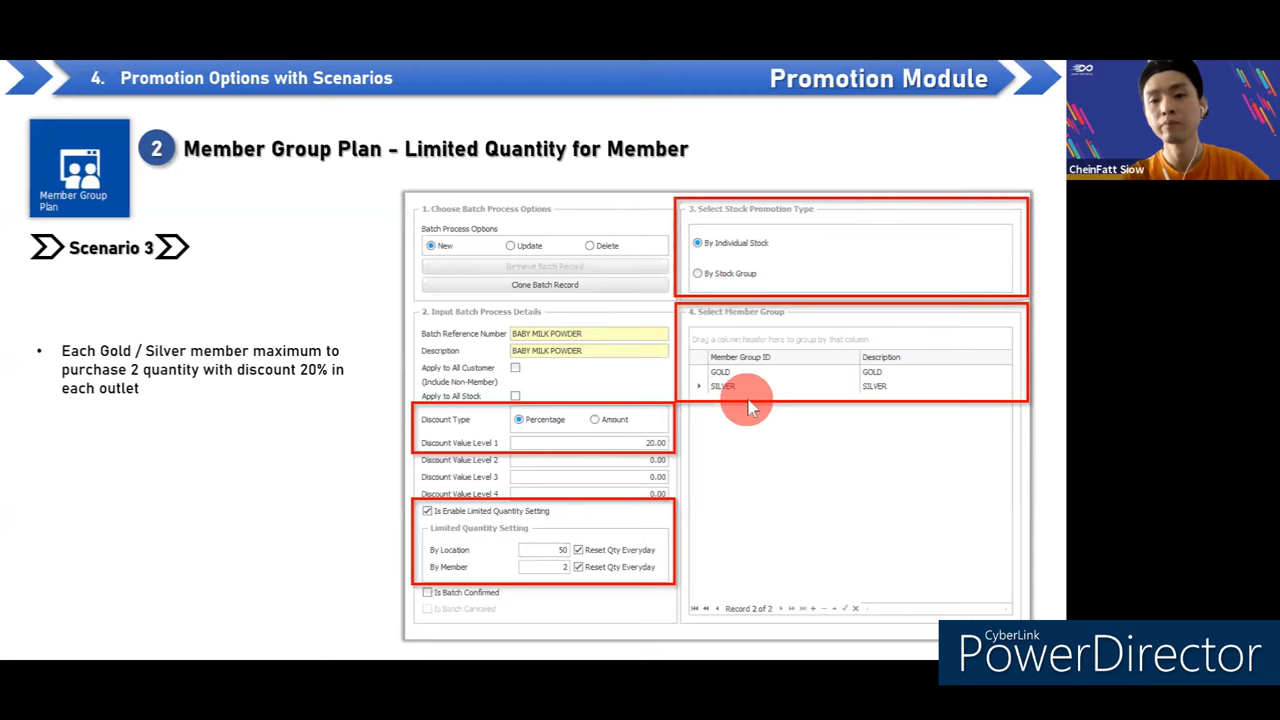 4. Promotion Options with Scenarios
Promotion Module
CheinFatt Siow
Member Group
Plan
2
Member Group Plan - Limited Quantity for Member
Scenario 3
• Each Gold / Silver member maximum to
purchase 2 quantity with discount 20% in
each outlet
1. Choose Batch Process Options
Batch Process Options
New Update Delete
Retrieve Batch Record
Clone Batch Record
2. Input Batch Process Details
Batch Reference Number BABY MILK POWDER
Description BABY MILK POWDER
Apply to All Customer
(Include Non-Member)
Apply to All Stock
Discount Type Percentage Amount
Discount Value Level 1 20.00
Discount Value Level 2 0.00
Discount Value Level 3 0.00
Discount Value Level 4 0.00
Is Enable Limited Quantity Setting
Limited Quantity Setting
By Location 50 Reset Qty Everyday
By Member 2 Reset Qty Everyday
Is Batch Confirmed
Is Batch Canceled
3. Select Stock Promotion Type
By Individual Stock
By Stock Group
4. Select Member Group
Drag a column header here to group by that column
Member Group ID Description
GOLD GOLD
SILVER SILVER
Record 2 of 2
CyberLink
PowerDirector